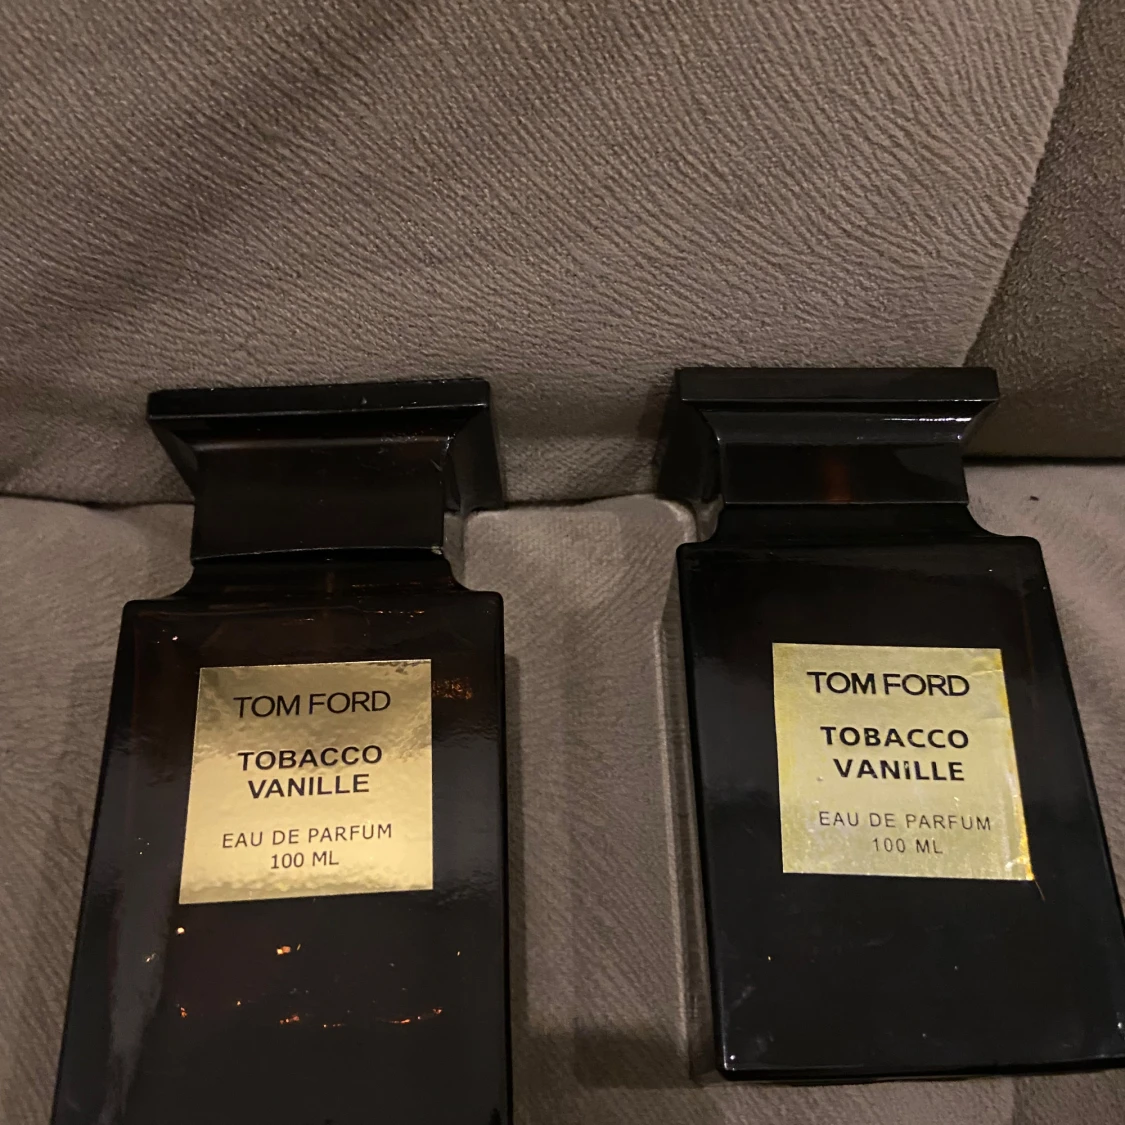 TOM FORD
TOBACCO
VANILLE
EAU DE PARFUM
100 ML
TOM FORD
TOBACCO
VANILLE
EAU DE PARFUM
100 ML